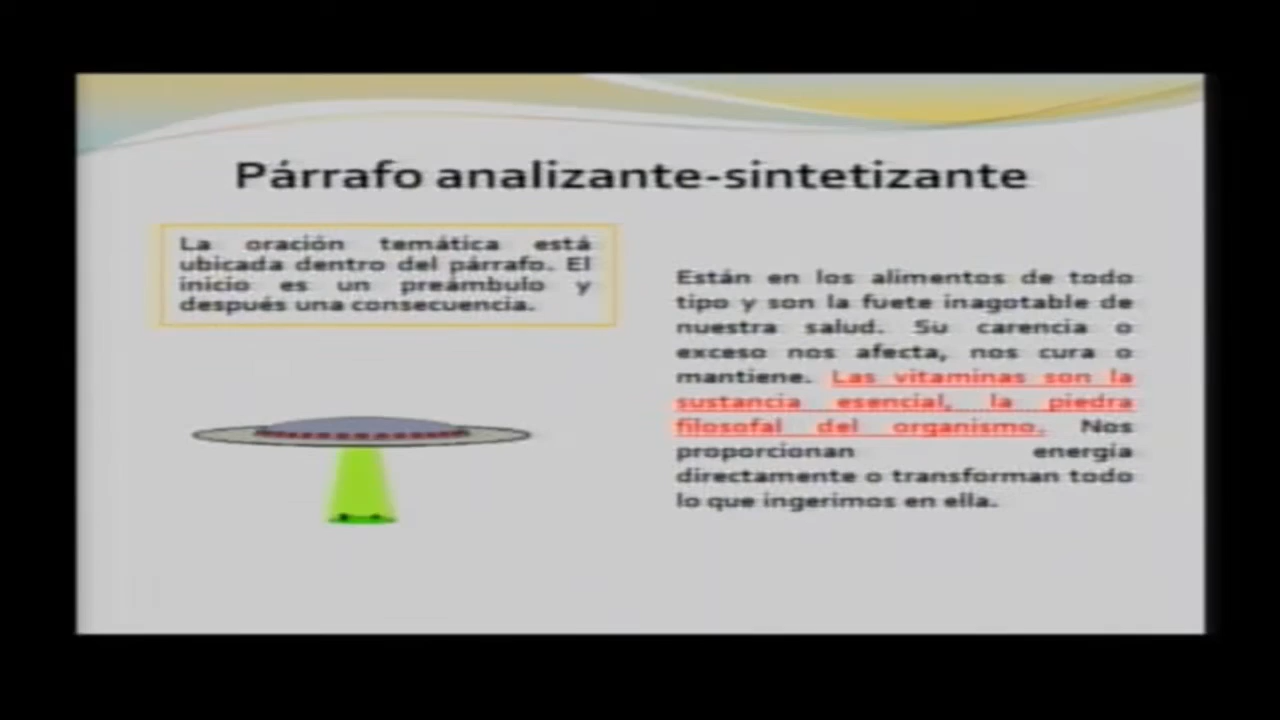 Párrafo analizante-sintetizante
La oración temática está
ubicada dentro del párrafo. El
inicio es un preámbulo y
después una consecuencia.
Están en los alimentos de todo
tipo y son la fuete inagotable de
nuestra salud. Su carencia o
exceso nos afecta, nos cura o
mantiene. Las vitaminas son la
sustancia esencial, la piedra
filosofal del organismo. Nos
proporcionan energía
directamente o transforman todo
lo que ingerimos en ella.